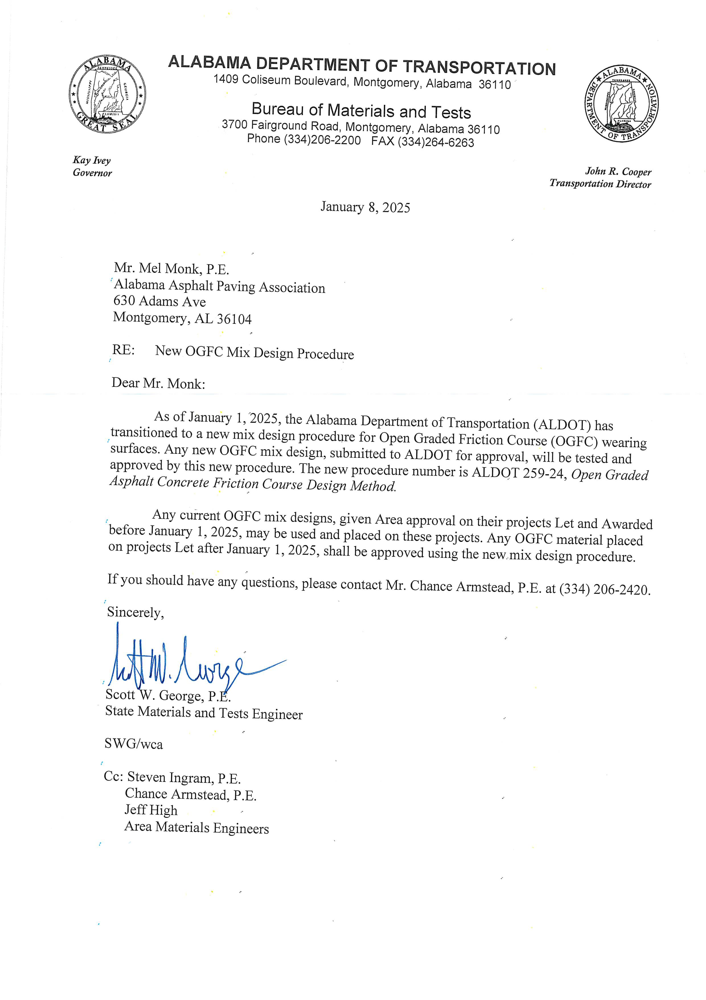 ALABAMA DEPARTMENT OF TRANSPORTATION
1409 Coliseum Boulevard, Montgomery, Alabama 36110
Bureau of Materials and Tests
3700 Fairground Road, Montgomery, Alabama 36110
Phone (334)206-2200 FAX (334)264-6263
ALABAMA
TENNESSEE
MISSISSIPPI
GEORGIA
FLORIDA
GREAT SEAL
ALABAMA
TENNESSEE
MISSISSIPPI
GEORGIA
FLORIDA
DEPARTMENT OF TRANSPORTATION
Kay Ivey
Governor
John R. Cooper
Transportation Director
January 8, 2025
Mr. Mel Monk, P.E.
Alabama Asphalt Paving Association
630 Adams Ave
Montgomery, AL 36104
RE: New OGFC Mix Design Procedure
Dear Mr. Monk:
As of January 1, 2025, the Alabama Department of Transportation (ALDOT) has
transitioned to a new mix design procedure for Open Graded Friction Course (OGFC) wearing
surfaces. Any new OGFC mix design, submitted to ALDOT for approval, will be tested and
approved by this new procedure. The new procedure number is ALDOT 259-24, Open Graded
Asphalt Concrete Friction Course Design Method.
Any current OGFC mix designs, given Area approval on their projects Let and Awarded
before January 1, 2025, may be used and placed on these projects. Any OGFC material placed
on projects Let after January 1, 2025, shall be approved using the new mix design procedure.
If you should have any questions, please contact Mr. Chance Armstead, P.E. at (334) 206-2420.
Sincerely,
Scott W. George
Scott W. George, P.E.
State Materials and Tests Engineer
SWG/wca
Cc: Steven Ingram, P.E.
Chance Armstead, P.E.
Jeff High
Area Materials Engineers